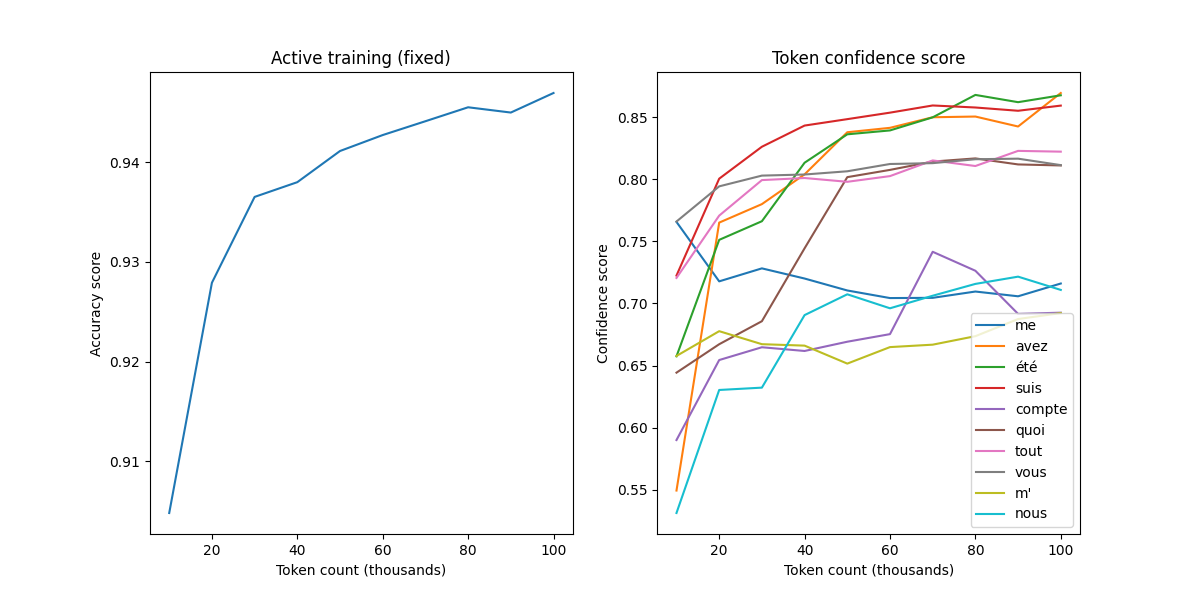 Active training (fixed)
Accuracy score
0.94
0.93
0.92
0.91
20 40 60 80 100
Token count (thousands)
Token confidence score
Confidence score
0.85
0.80
0.75
0.70
0.65
0.60
0.55
me
avez
été
suis
compte
quoi
tout
vous
m'
nous
20 40 60 80 100
Token count (thousands)